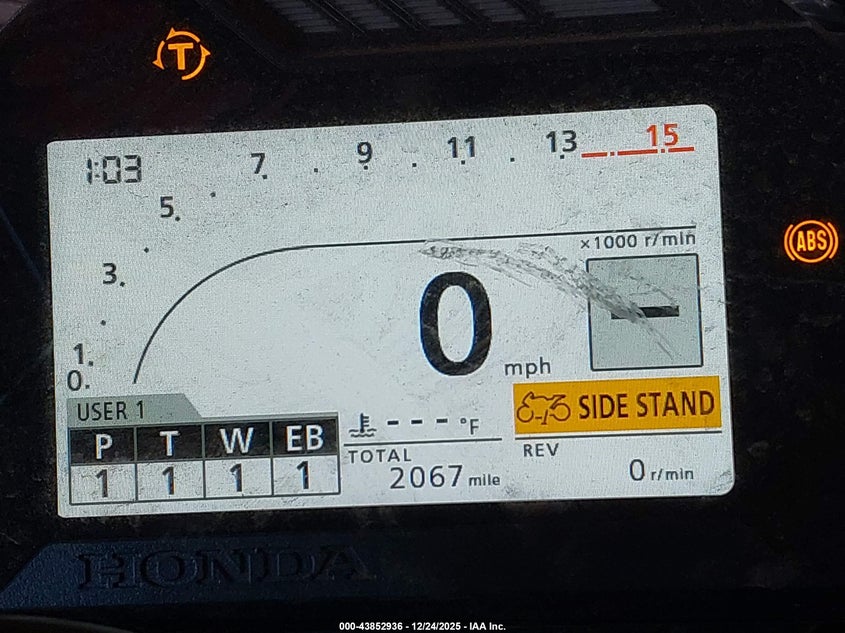 T
1:03
0. 1. 3. 5. 7. 9 11 13 15
×1000 r/min
ABS
0 mph
–
USER 1
P T W EB
1 1 1 1
---°F
TOTAL
2067 mile
SIDE STAND
REV
0 r/min
HONDA
000-43852936 - 12/24/2025 - IAA Inc.